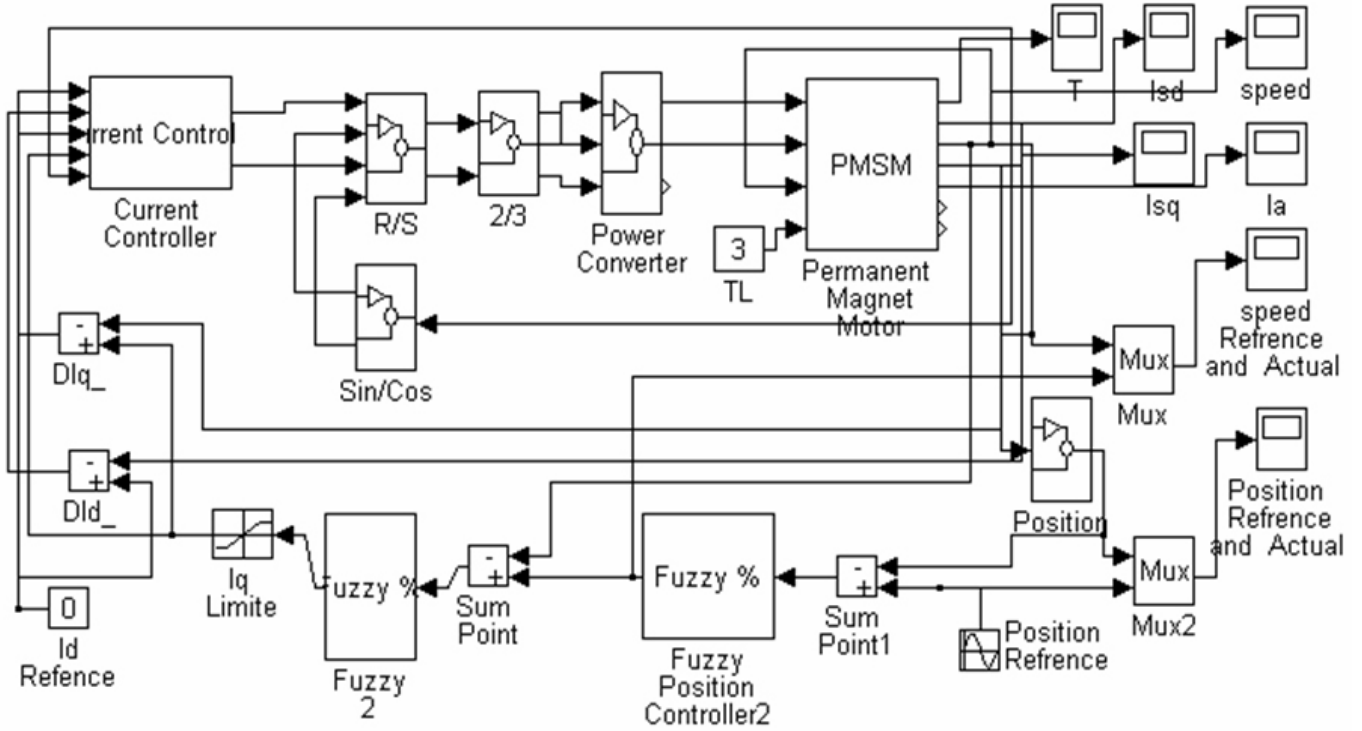 rrent Control
Current
Controller
R/S
2/3
Power
Converter
3
TL
PMSM
Permanent
Magnet
Motor
T
Isd
speed
Isq
Ia
speed
Refrence
and Actual
Sin/Cos
-
+
DIq_
Mux
Mux
-
+
DId_
Position
Position
Refrence
and Actual
Iq
Limite
Fuzzy %
Fuzzy
2
-
+
Sum
Point
Fuzzy %
Fuzzy
Position
Controller2
-
+
Sum
Point1
Mux
Mux2
Position
Refrence
0
Id
Refence